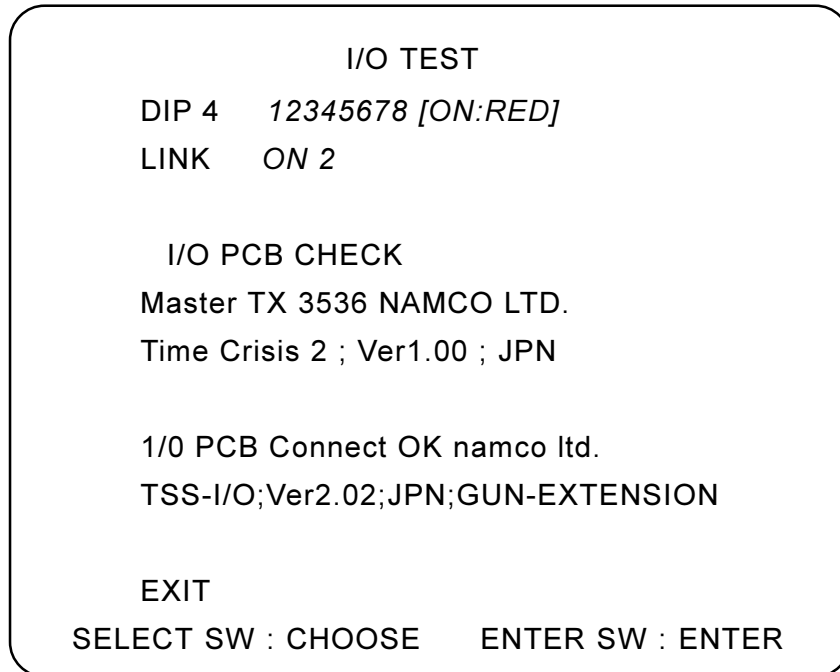 I/O TEST
DIP 4 12345678 [ON:RED]
LINK ON 2
I/O PCB CHECK
Master TX 3536 NAMCO LTD.
Time Crisis 2 ; Ver1.00 ; JPN
1/0 PCB Connect OK namco ltd.
TSS-I/O;Ver2.02;JPN;GUN-EXTENSION
EXIT
SELECT SW : CHOOSE ENTER SW : ENTER